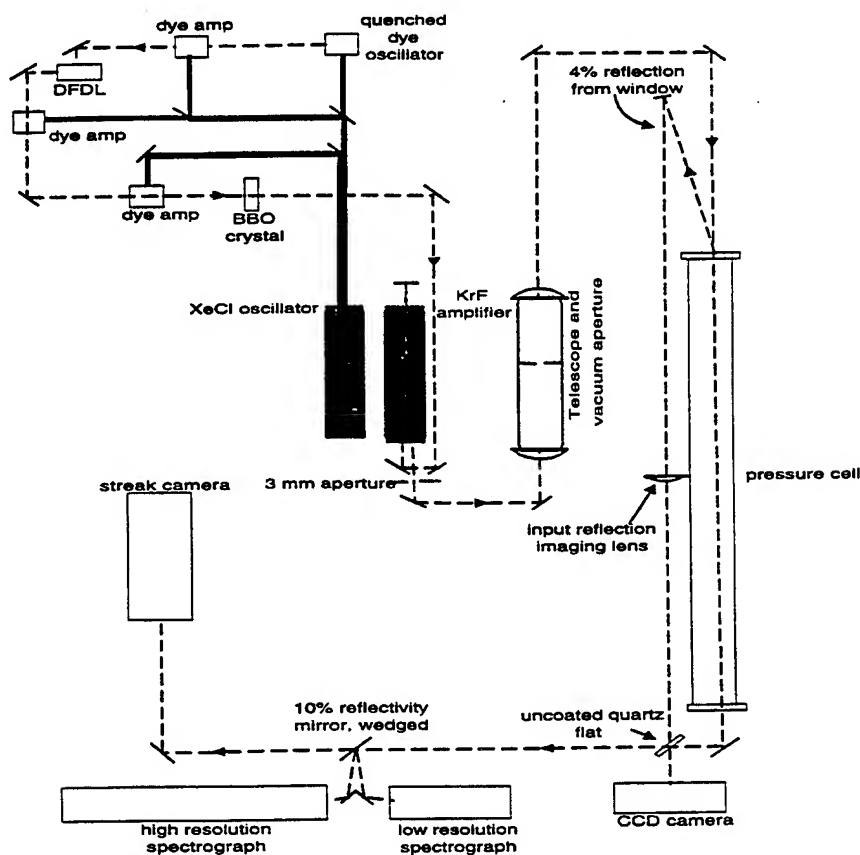 dye amp
quenched
dye
oscillator
DFDL
dye amp
dye amp
BBO
crystal
4% reflection
from window
XeCl oscillator
KrF
amplifier
Telescope and
vacuum aperture
streak camera
3 mm aperture
pressure cell
input reflection
imaging lens
10% reflectivity
mirror, wedged
uncoated quartz
flat
high resolution
spectrograph
low resolution
spectrograph
CCD camera